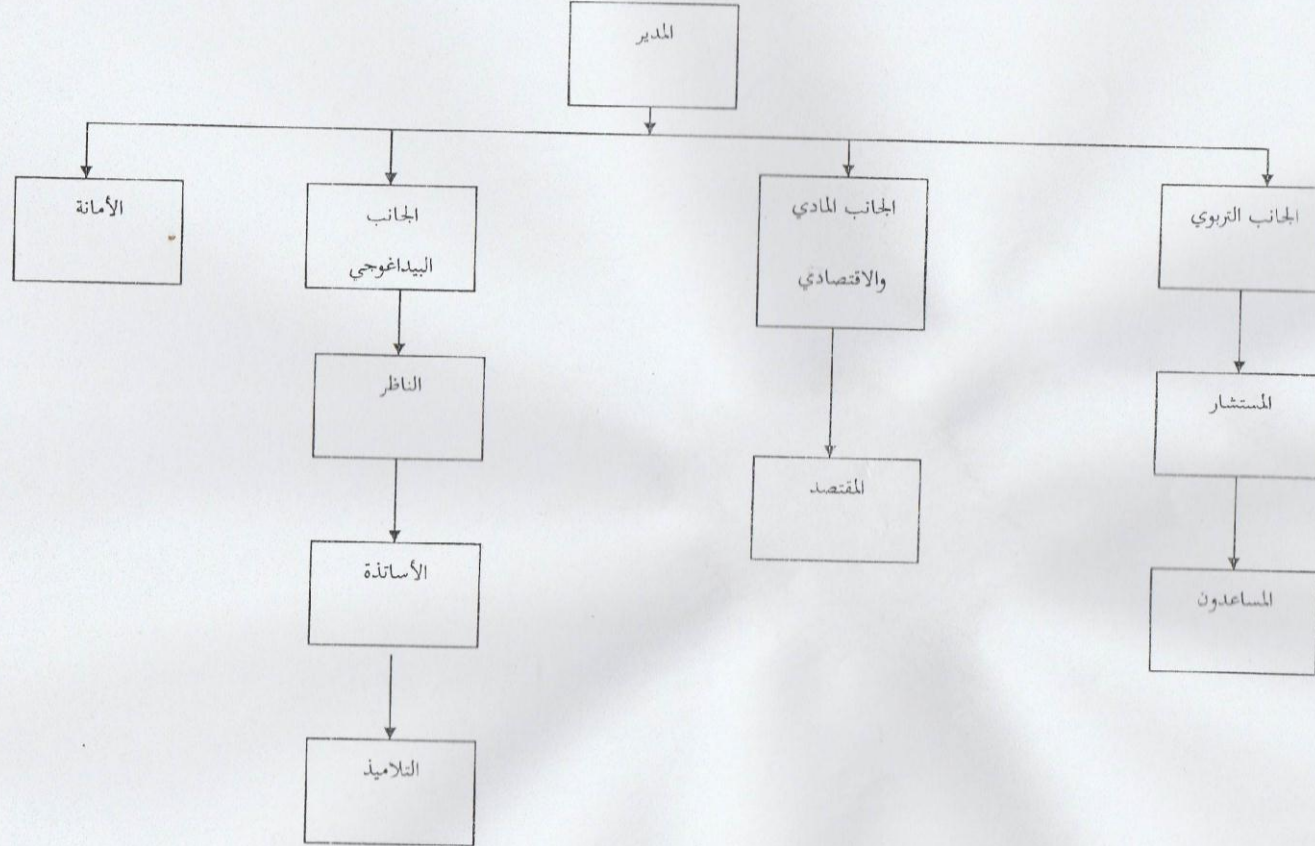 المدير
الجانب التربوي
الجانب المادي
والاقتصادي
الجانب
البيداغوجي
الأمانة
المستشار
الناظر
المقتصد
المساعدون
الأساتذة
التلاميذ